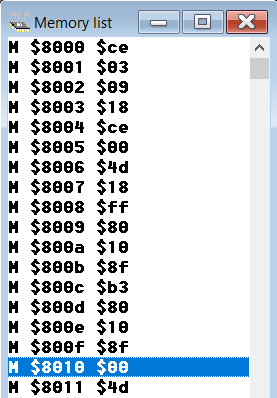 Memory list
M $8000 $ce
M $8001 $03
M $8002 $09
M $8003 $18
M $8004 $ce
M $8005 $00
M $8006 $4d
M $8007 $18
M $8008 $ff
M $8009 $80
M $800a $10
M $800b $8f
M $800c $b3
M $800d $80
M $800e $10
M $800f $8f
M $8010 $00
M $8011 $4d